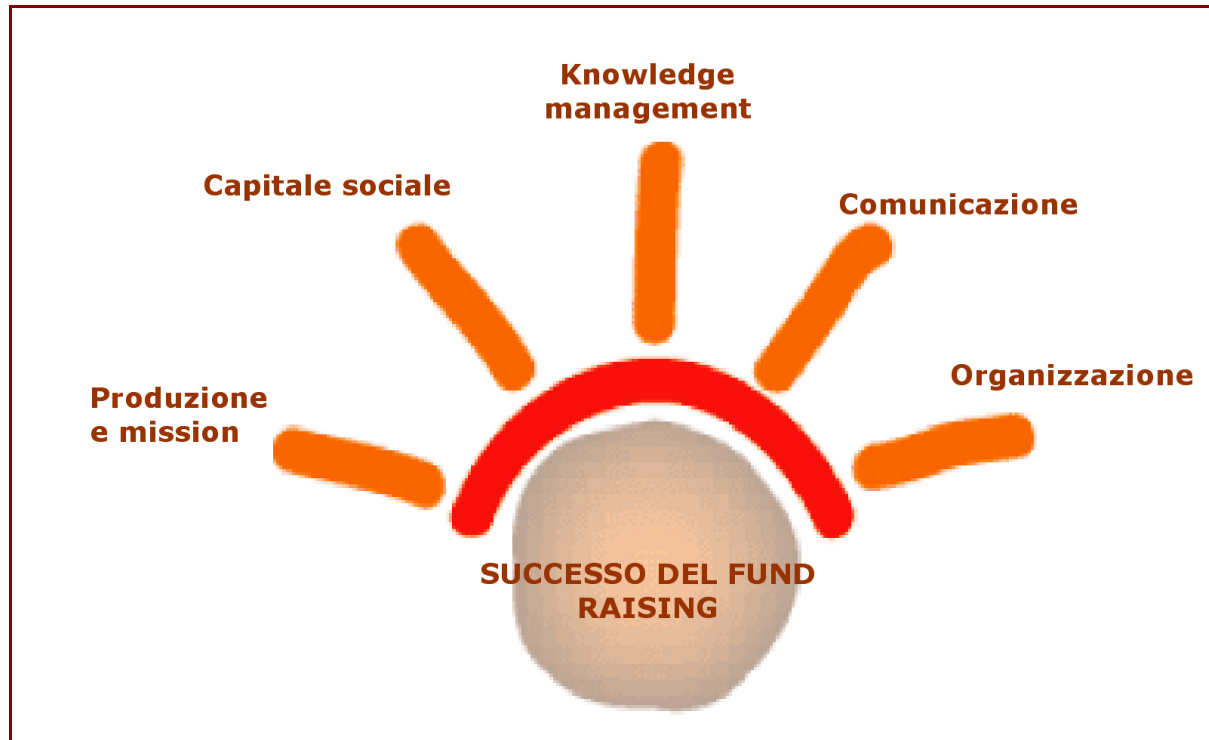 Knowledge
management
Capitale sociale
Comunicazione
Organizzazione
Produzione
e mission
SUCCESSO DEL FUND
RAISING